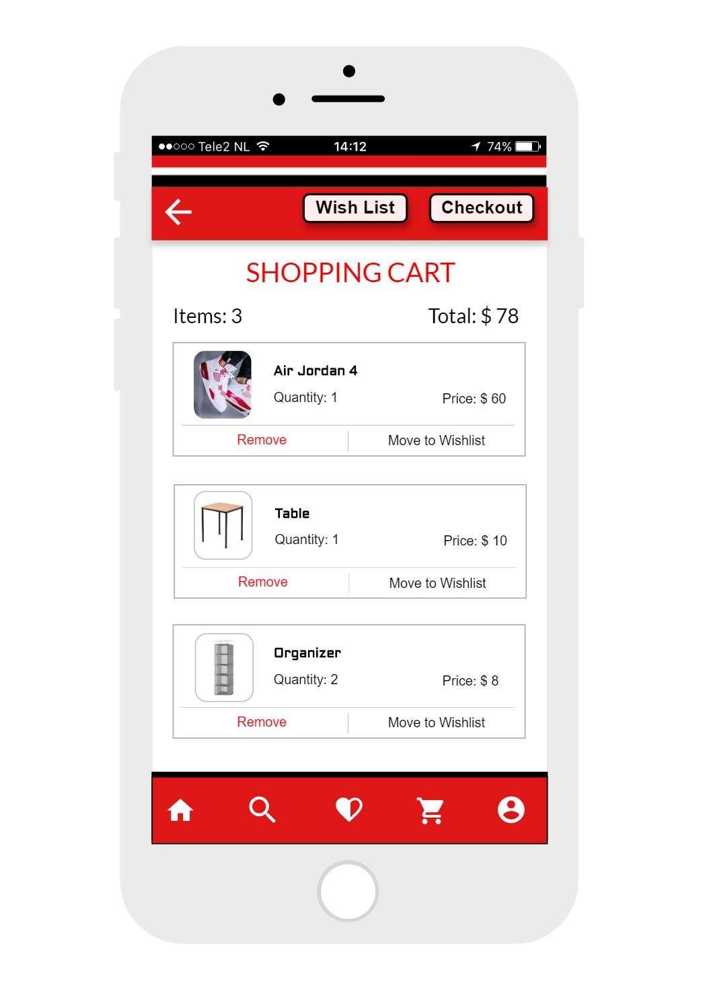 Tele2 NL 14:12 74%
Wish List Checkout
SHOPPING CART
Items: 3 Total: $ 78
Air Jordan 4
Quantity: 1 Price: $ 60
Remove Move to Wishlist
Table
Quantity: 1 Price: $ 10
Remove Move to Wishlist
Organizer
Quantity: 2 Price: $ 8
Remove Move to Wishlist